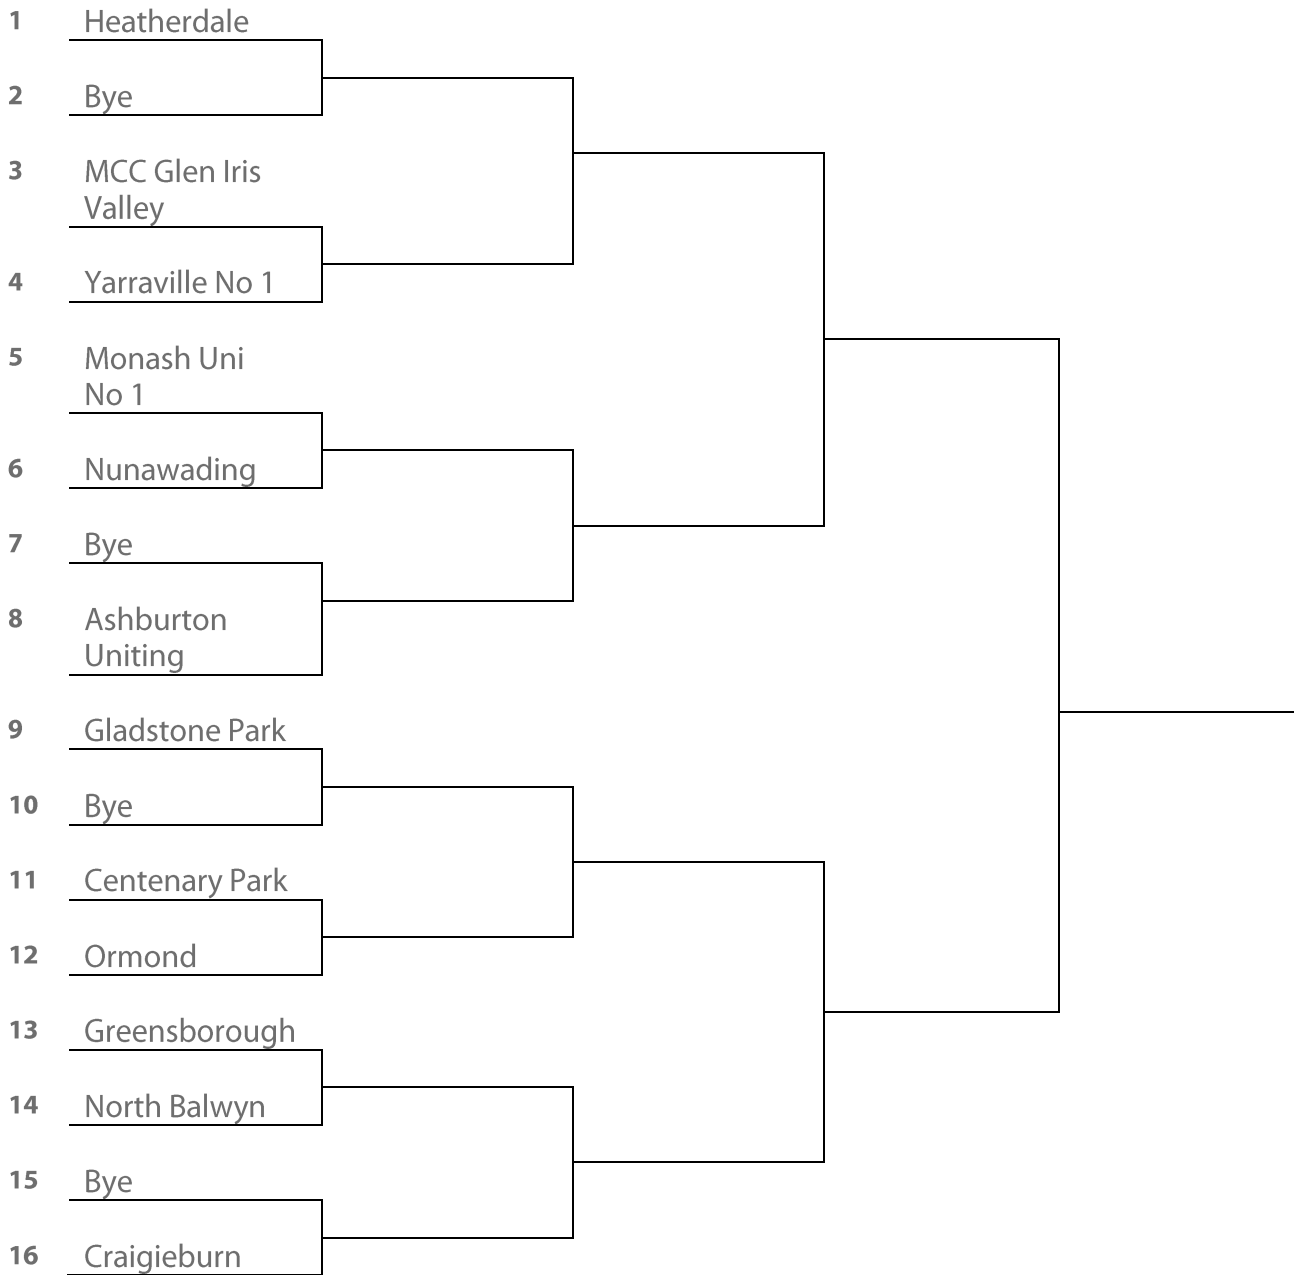 1 Heatherdale
2 Bye
3 MCC Glen Iris
Valley
4 Yarraville No 1
5 Monash Uni
No 1
6 Nunawading
7 Bye
8 Ashburton
Uniting
9 Gladstone Park
10 Bye
11 Centenary Park
12 Ormond
13 Greensborough
14 North Balwyn
15 Bye
16 Craigieburn